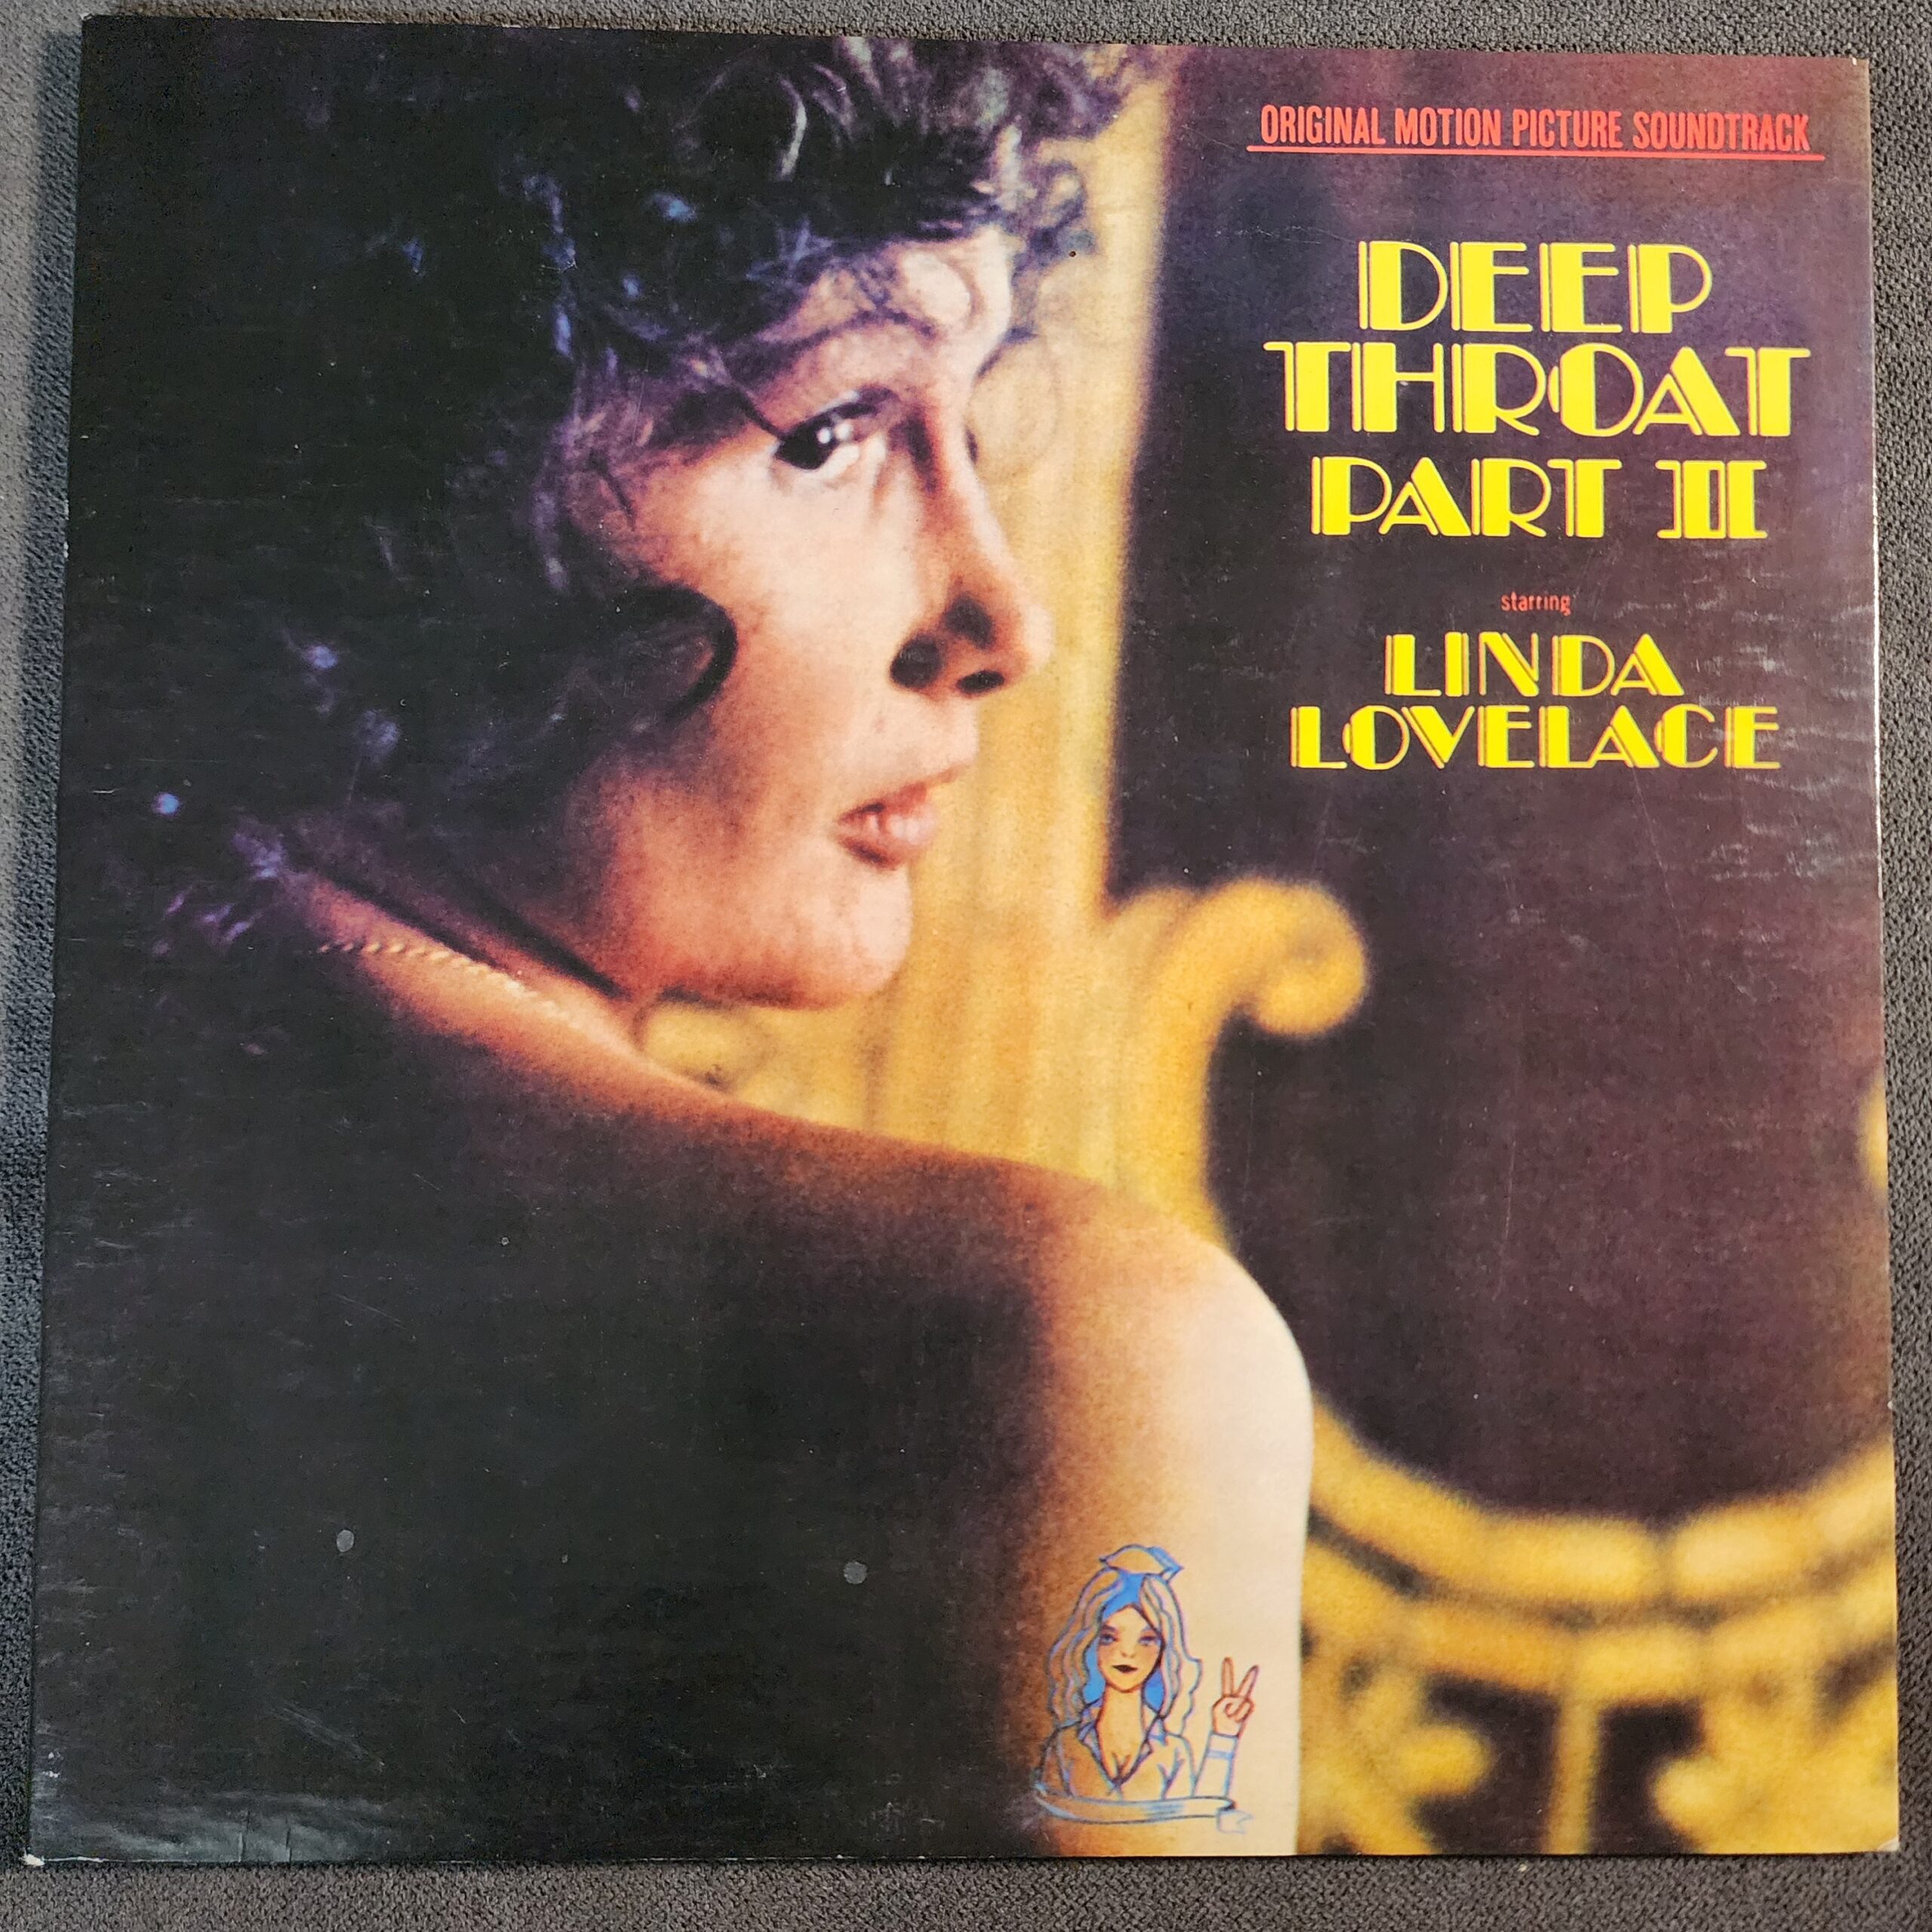 ORIGINAL MOTION PICTURE SOUNDTRACK
DEEP
THROAT
PART II
starring
LINDA
LOVELACE